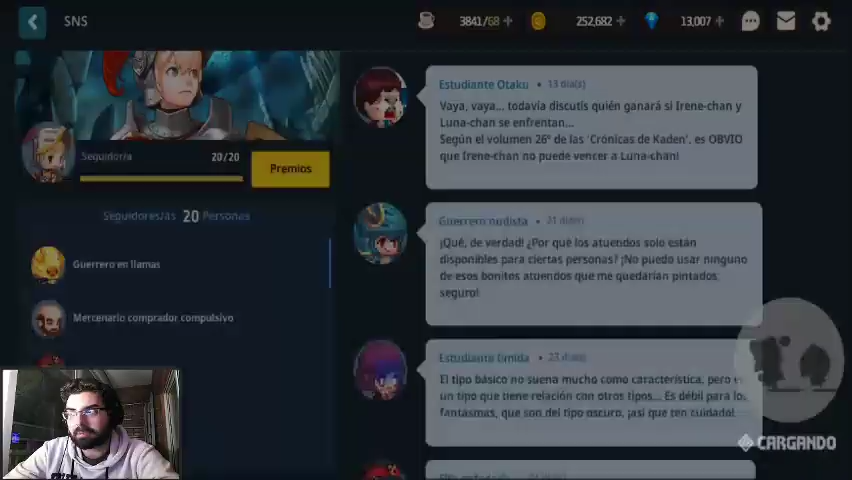 SNS
3841/68
252,682
13,007
Seguidor/a 20/20
Premios
Seguidores/as 20 Personas
Guerrero en llamas
Mercenario comprador compulsivo
Estudiante Otaku • 13 día(s)
Vaya, vaya... todavía discutís quién ganará si Irene-chan y
Luna-chan se enfrentan...
Según el volumen 26º de las 'Crónicas de Kaden', es OBVIO
que Irene-chan no puede vencer a Luna-chan!
Guerrero nudista • 21 día(s)
¡Qué, de verdad! ¿Por qué los atuendos solo están
disponibles para ciertas personas? ¡No puedo usar ninguno
de esos bonitos atuendos que me quedarían pintados
seguro!
Estudiante tímida • 23 día(s)
El tipo básico no suena mucho como característica, pero es
un tipo que tiene relación con otros tipos... Es débil para los
fantasmas, que son del tipo oscuro, ¡así que ten cuidado!
CARGANDO